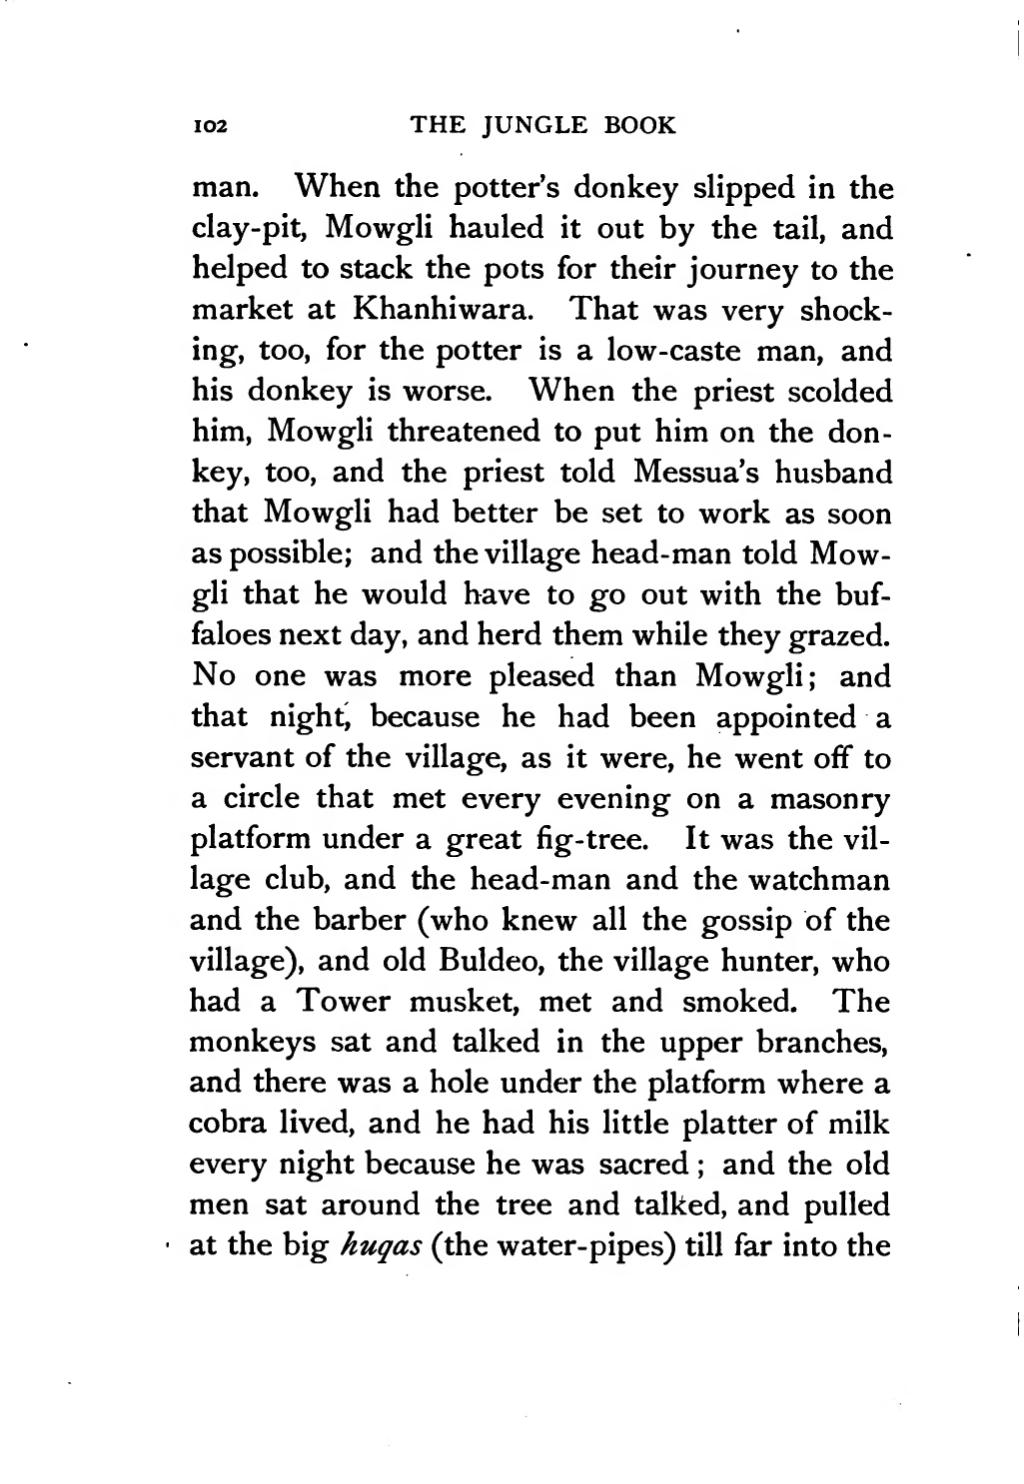 102 THE JUNGLE BOOK
man. When the potter's donkey slipped in the
clay-pit, Mowgli hauled it out by the tail, and
helped to stack the pots for their journey to the
market at Khanhiwara. That was very shock-
ing, too, for the potter is a low-caste man, and
his donkey is worse. When the priest scolded
him, Mowgli threatened to put him on the don-
key, too, and the priest told Messua's husband
that Mowgli had better be set to work as soon
as possible; and the village head-man told Mow-
gli that he would have to go out with the buf-
faloes next day, and herd them while they grazed.
No one was more pleased than Mowgli; and
that night, because he had been appointed a
servant of the village, as it were, he went off to
a circle that met every evening on a masonry
platform under a great fig-tree. It was the vil-
lage club, and the head-man and the watchman
and the barber (who knew all the gossip of the
village), and old Buldeo, the village hunter, who
had a Tower musket, met and smoked. The
monkeys sat and talked in the upper branches,
and there was a hole under the platform where a
cobra lived, and he had his little platter of milk
every night because he was sacred; and the old
men sat around the tree and talked, and pulled
at the big huqas (the water-pipes) till far into the